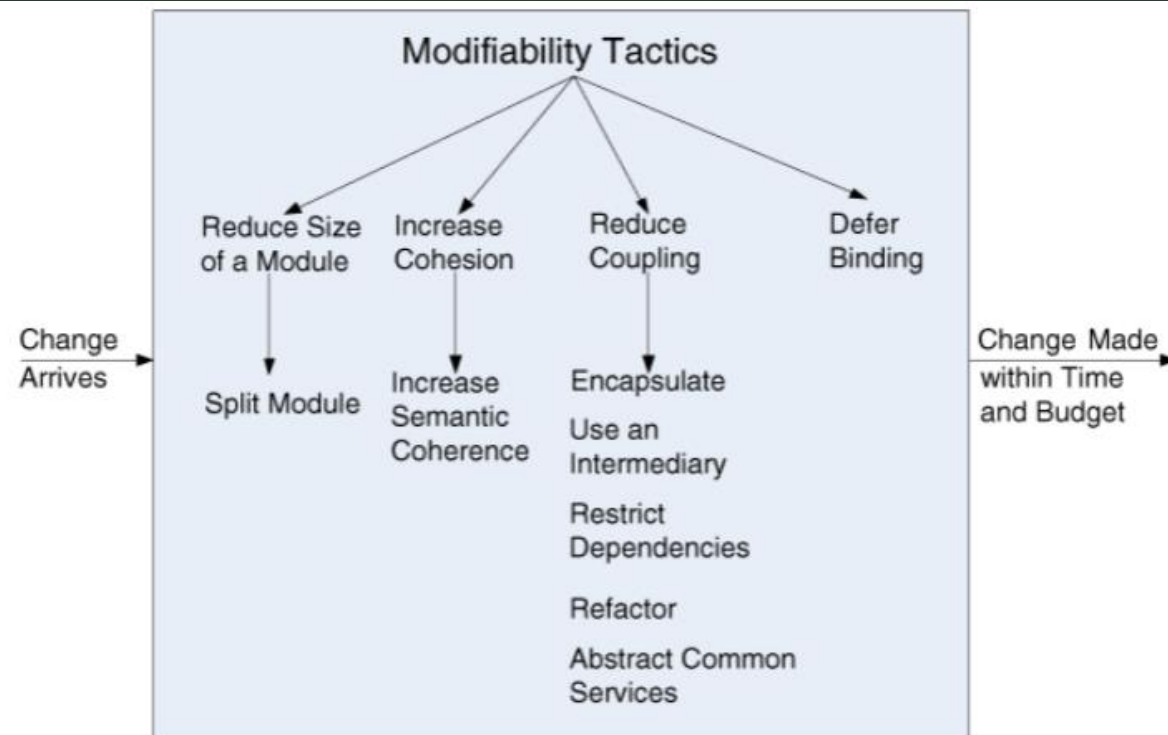 Modifiability Tactics
Reduce Size
of a Module
Increase
Cohesion
Reduce
Coupling
Defer
Binding
Change
Arrives
Split Module
Increase
Semantic
Coherence
Encapsulate
Use an
Intermediary
Restrict
Dependencies
Refactor
Abstract Common
Services
Change Made
within Time
and Budget